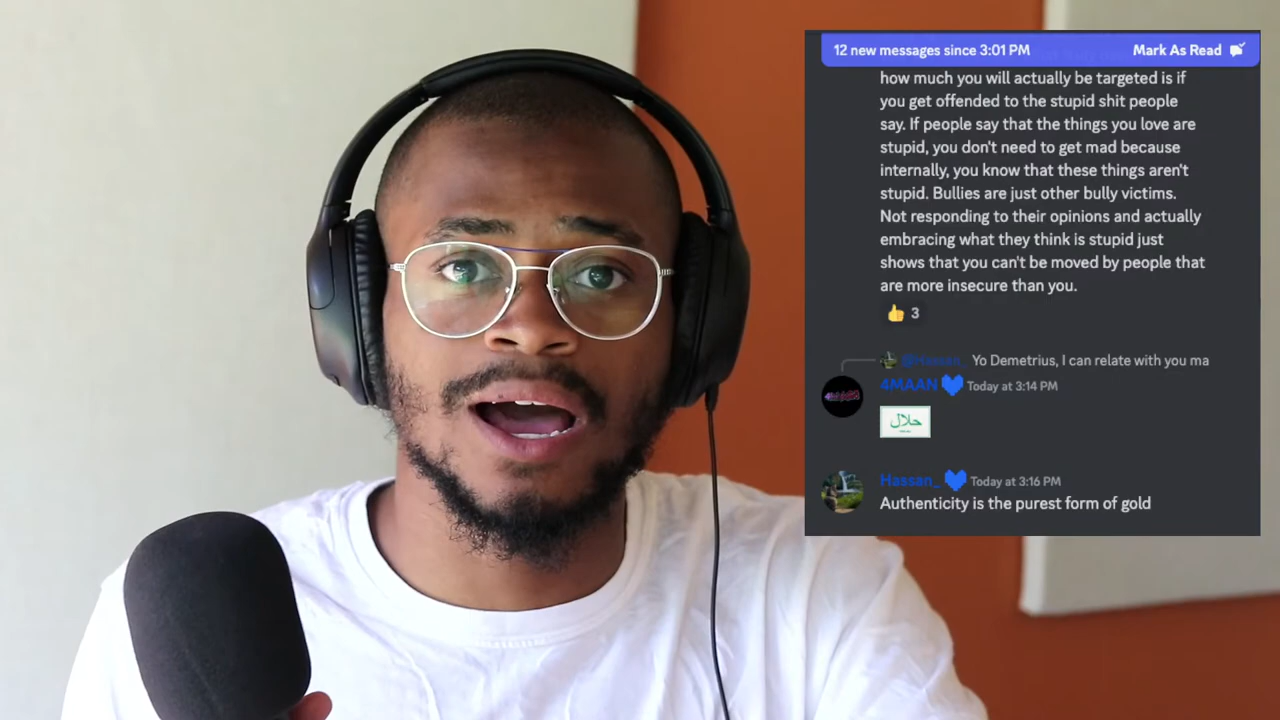 12 new messages since 3:01 PM
Mark As Read
how much you will actually be targeted is if
you get offended to the stupid shit people
say. If people say that the things you love are
stupid, you don't need to get mad because
internally, you know that these things aren't
stupid. Bullies are just other bully victims.
Not responding to their opinions and actually
embracing what they think is stupid just
shows that you can't be moved by people that
are more insecure than you.
3
@Hassan_ Yo Demetrius, I can relate with you ma
4MAAN Today at 3:14 PM
حلال
Hassan_ Today at 3:16 PM
Authenticity is the purest form of gold